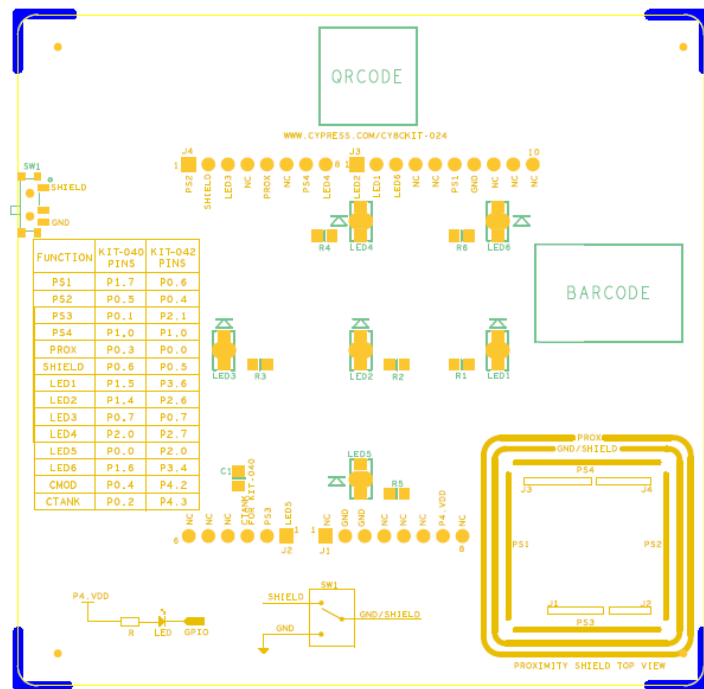 QRCODE
WWW.CYPRESS.COM/CY8CKIT-024
J4
J3
10
1
8
1
PS2
SHIELD
LED3
NC
PROX
NC
PS4
LED4
LED2
LED1
LED6
NC
NC
PS1
GND
NC
NC
NC
SW1
SHIELD
GND
R4
LED4
R6
LED6
FUNCTION KIT-040 PINS KIT-042 PINS
PS1 P1.7 P0.6
PS2 P0.5 P0.4
PS3 P0.1 P2.1
PS4 P1.0 P1.0
PROX P0.3 P0.0
SHIELD P0.6 P0.5
LED1 P1.5 P3.6
LED2 P1.4 P2.6
LED3 P0.7 P0.7
LED4 P2.0 P2.7
LED5 P0.0 P2.0
LED6 P1.6 P3.4
CMOD P0.4 P4.2
CTANK P0.2 P4.3
BARCODE
LED3
R3
LED2
R2
R1
LED1
C1
LED5
R5
NC
NC
NC
CTANK
FOR KIT-040
PS3
LED5
NC
GND
GND
NC
NC
NC
P4.VDD
NC
6
1
J2
1
J1
8
PROX
GND/SHIELD
PS4
J3
J4
PS1
PS2
J1
J2
PS3
PROXIMITY SHIELD TOP VIEW
P4.VDD
R
LED
GPIO
SW1
SHIELD
GND/SHIELD
GND